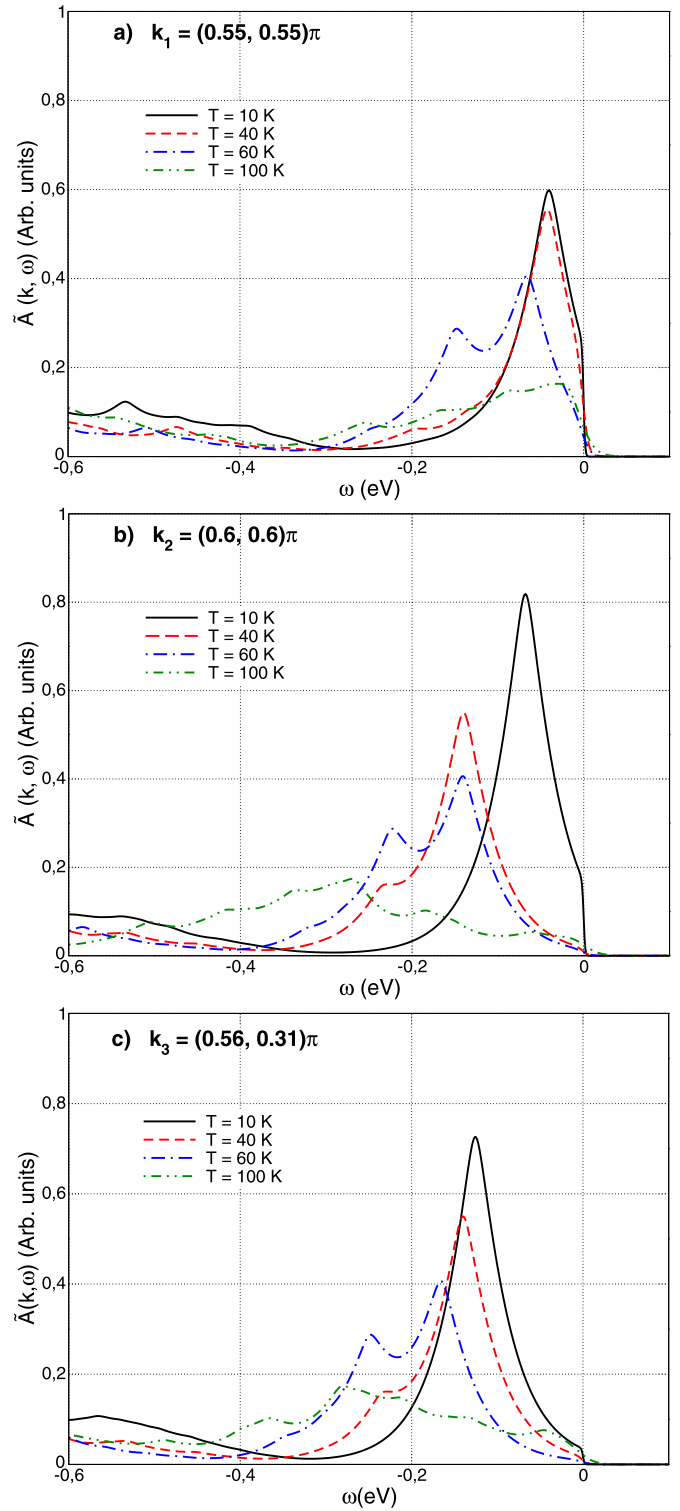 a) k1 = (0.55, 0.55)π
1
0,8
0,6
0,4
0,2
0
Ã (k, ω) (Arb. units)
T = 10 K
T = 40 K
T = 60 K
T = 100 K
-0,6 -0,4 -0,2 0
ω (eV)
b) k2 = (0.6, 0.6)π
1
0,8
0,6
0,4
0,2
0
Ã (k, ω) (Arb. units)
T = 10 K
T = 40 K
T = 60 K
T = 100 K
-0,6 -0,4 -0,2 0
ω (eV)
c) k3 = (0.56, 0.31)π
1
0,8
0,6
0,4
0,2
0
Ã(k,ω) (Arb. units)
T = 10 K
T = 40 K
T = 60 K
T = 100 K
-0,6 -0,4 -0,2 0
ω(eV)